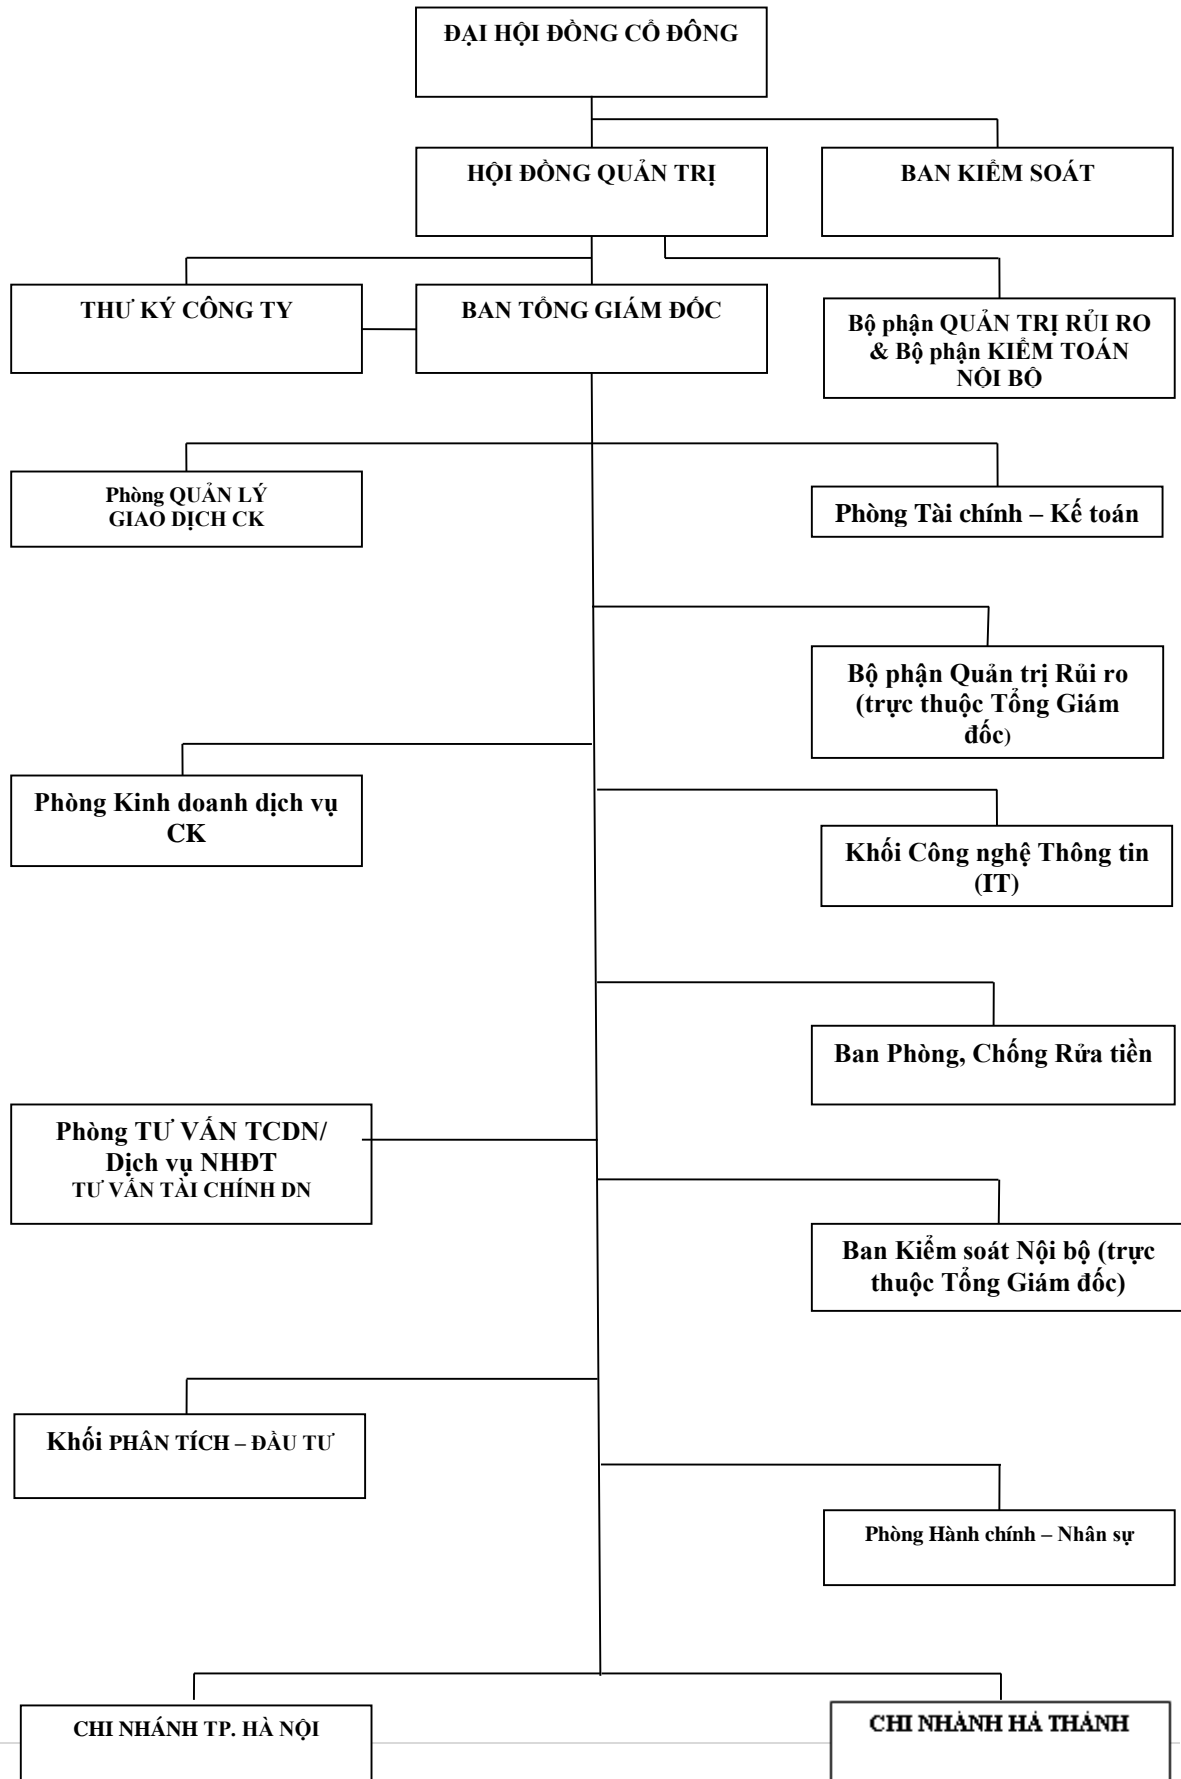 ĐẠI HỘI ĐỒNG CỔ ĐÔNG
HỘI ĐỒNG QUẢN TRỊ
BAN KIỂM SOÁT
THƯ KÝ CÔNG TY
BAN TỔNG GIÁM ĐỐC
Bộ phận QUẢN TRỊ RỦI RO
& Bộ phận KIỂM TOÁN
NỘI BỘ
Phòng QUẢN LÝ
GIAO DỊCH CK
Phòng Tài chính – Kế toán
Bộ phận Quản trị Rủi ro
(trực thuộc Tổng Giám
đốc)
Phòng Kinh doanh dịch vụ
CK
Khối Công nghệ Thông tin
(IT)
Ban Phòng, Chống Rửa tiền
Phòng TƯ VẤN TCDN/
Dịch vụ NHĐT
TƯ VẤN TÀI CHÍNH DN
Ban Kiểm soát Nội bộ (trực
thuộc Tổng Giám đốc)
Khối PHÂN TÍCH – ĐẦU TƯ
Phòng Hành chính – Nhân sự
CHI NHÁNH TP. HÀ NỘI
CHI NHÁNH HÀ THÀNH